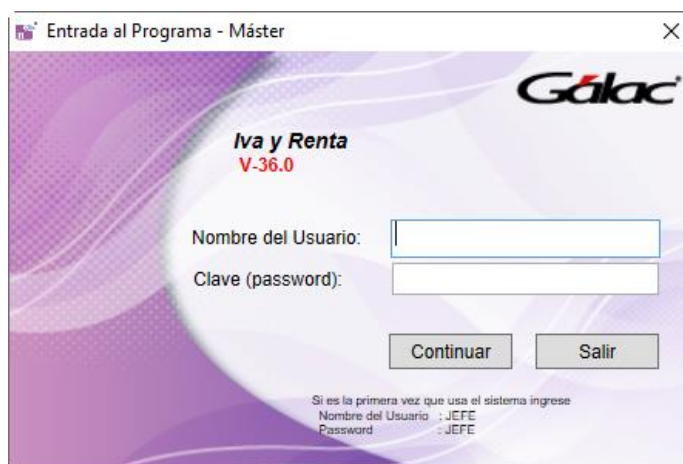 Entrada al Programa - Máster
Gálac
Iva y Renta
V-36.0
Nombre del Usuario:
Clave (password):
Continuar Salir
Si es la primera vez que usa el sistema ingrese
Nombre del Usuario : JEFE
Password : JEFE